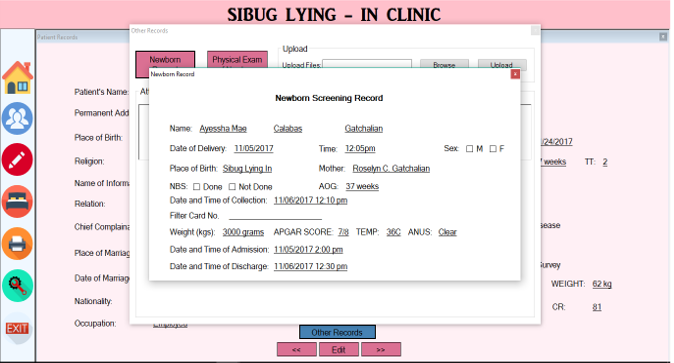 SIBUG LYING - IN CLINIC
Patient Records
Other Records
Newborn
Physical Exam
Upload
Upload Files:
Browse
Upload
Newborn Record
Newborn Screening Record
Name: Ayessha Mae Calabas Gatchalian
Date of Delivery: 11/05/2017 Time: 12:05pm Sex: M F
Place of Birth: Sibug Lying In Mother: Roselyn C. Gatchalian
NBS: Done Not Done AOG: 37 weeks
Date and Time of Collection: 11/06/2017 12:10 pm
Filter Card No.
Weight (kgs): 3000 grams APGAR SCORE: 7/8 TEMP: 36C ANUS: Clear
Date and Time of Admission: 11/05/2017 2:00 pm
Date and Time of Discharge: 11/06/2017 12:30 pm
Patient's Name:
Permanent Add
Place of Birth:
/24/2017
Religion:
weeks TT: 2
Name of Inform
Relation:
Chief Complain
Place of Marriag
Date of Marriag
WEIGHT: 62 kg
Nationality:
CR: 81
Occupation:
Other Records
<< Edit >>
EXIT